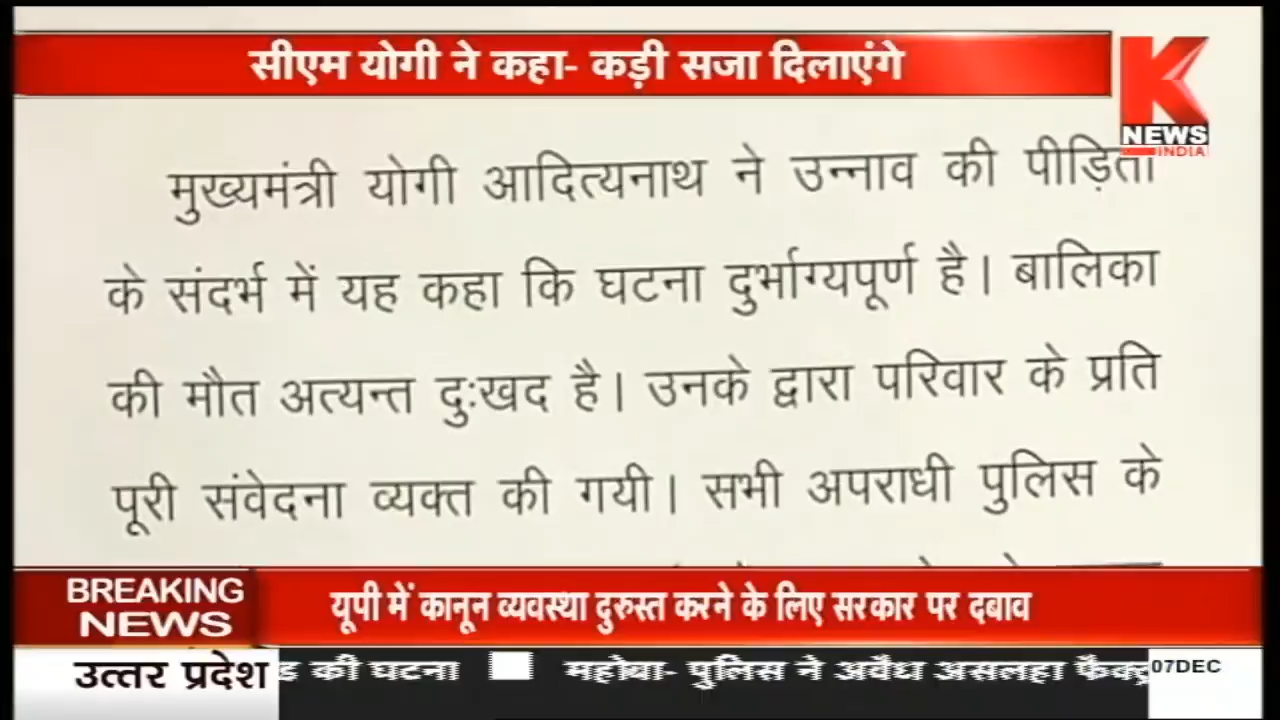 सीएम योगी ने कहा- कड़ी सजा दिलाएंगे
K
NEWS
INDIA
मुख्यमंत्री योगी आदित्यनाथ ने उन्नाव की पीड़िता
के संदर्भ में यह कहा कि घटना दुर्भाग्यपूर्ण है। बालिका
की मौत अत्यन्त दुःखद है। उनके द्वारा परिवार के प्रति
पूरी संवेदना व्यक्त की गयी। सभी अपराधी पुलिस के
BREAKING
NEWS
यूपी में कानून व्यवस्था दुरुस्त करने के लिए सरकार पर दबाव
उत्तर प्रदेश
की घटना महोबा- पुलिस ने अवैध असलहा
07DEC